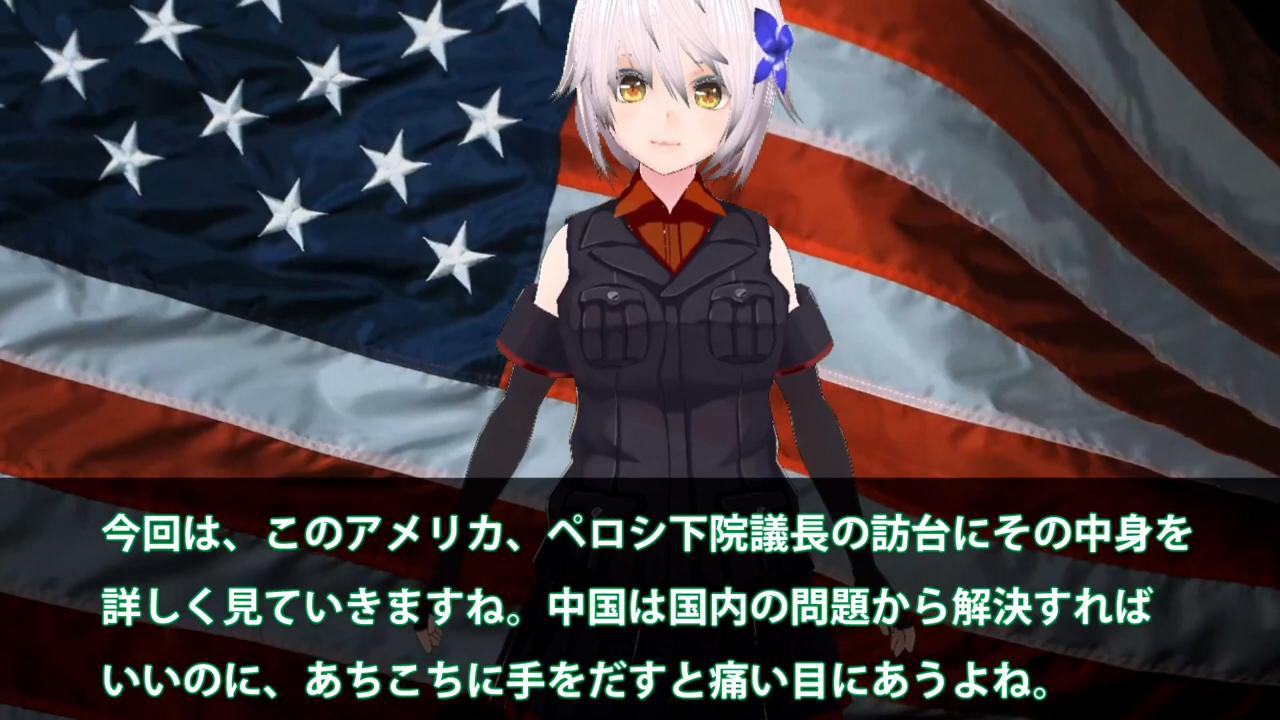 今回は、このアメリカ、ペロシ下院議長の訪台にその中身を
詳しく見ていきますね。中国は国内の問題から解決すれば
いいのに、あちこちに手をだすと痛い目にあうよね。